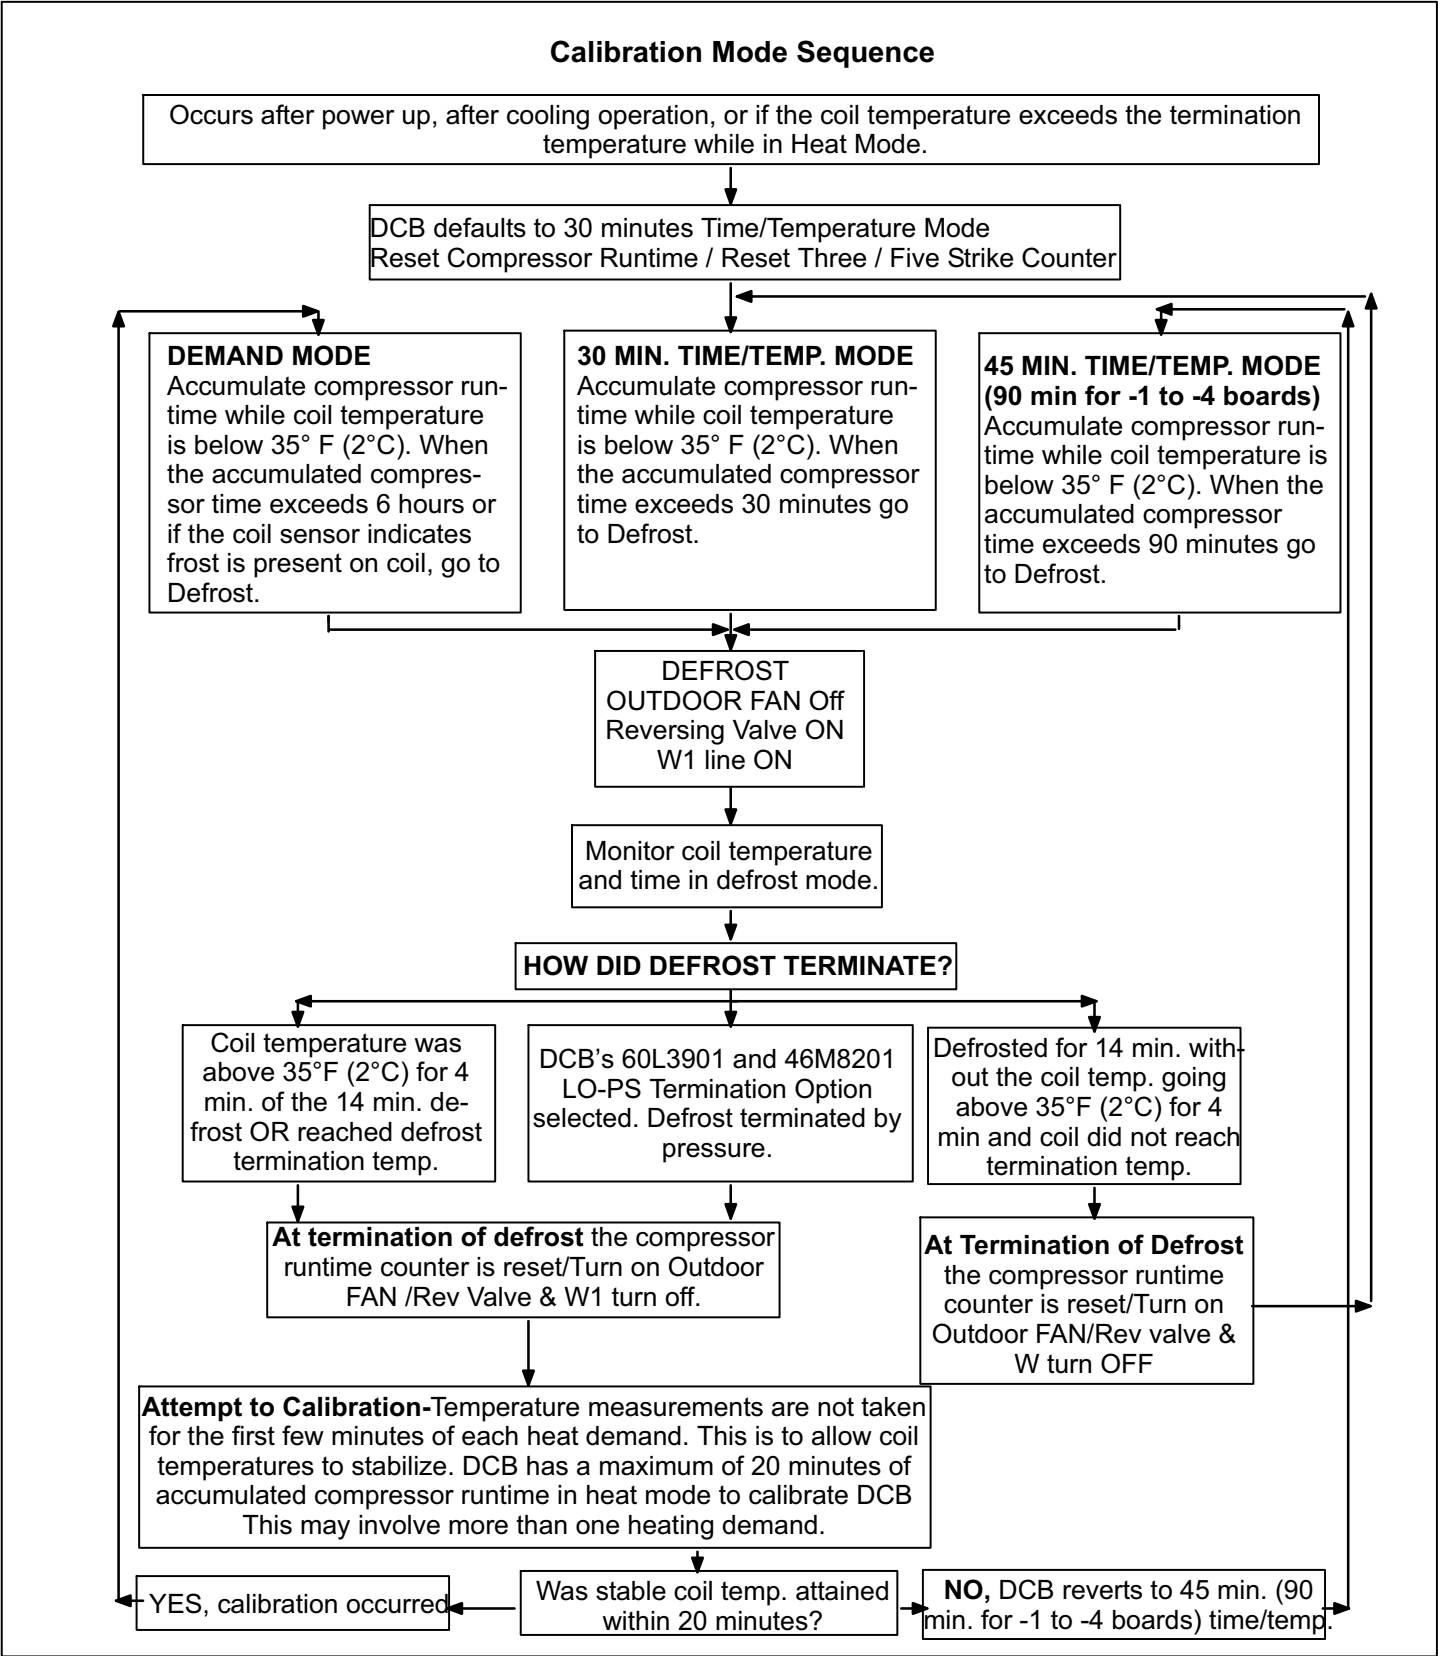 Calibration Mode Sequence
Occurs after power up, after cooling operation, or if the coil temperature exceeds the termination
temperature while in Heat Mode.
DCB defaults to 30 minutes Time/Temperature Mode
Reset Compressor Runtime / Reset Three / Five Strike Counter
DEMAND MODE
Accumulate compressor run-
time while coil temperature
is below 35° F (2°C). When
the accumulated compres-
sor time exceeds 6 hours or
if the coil sensor indicates
frost is present on coil, go to
Defrost.
30 MIN. TIME/TEMP. MODE
Accumulate compressor run-
time while coil temperature
is below 35° F (2°C). When
the accumulated compressor
time exceeds 30 minutes go
to Defrost.
45 MIN. TIME/TEMP. MODE
(90 min for -1 to -4 boards)
Accumulate compressor run-
time while coil temperature is
below 35° F (2°C). When the
accumulated compressor
time exceeds 90 minutes go
to Defrost.
DEFROST
OUTDOOR FAN Off
Reversing Valve ON
W1 line ON
Monitor coil temperature
and time in defrost mode.
HOW DID DEFROST TERMINATE?
Coil temperature was
above 35°F (2°C) for 4
min. of the 14 min. de-
frost OR reached defrost
termination temp.
DCB's 60L3901 and 46M8201
LO-PS Termination Option
selected. Defrost terminated by
pressure.
Defrosted for 14 min. with-
out the coil temp. going
above 35°F (2°C) for 4
min and coil did not reach
termination temp.
At termination of defrost the compressor
runtime counter is reset/Turn on Outdoor
FAN /Rev Valve & W1 turn off.
At Termination of Defrost
the compressor runtime
counter is reset/Turn on
Outdoor FAN/Rev valve &
W turn OFF
Attempt to Calibration-Temperature measurements are not taken
for the first few minutes of each heat demand. This is to allow coil
temperatures to stabilize. DCB has a maximum of 20 minutes of
accumulated compressor runtime in heat mode to calibrate DCB
This may involve more than one heating demand.
YES, calibration occurred
Was stable coil temp. attained
within 20 minutes?
NO, DCB reverts to 45 min. (90
min. for -1 to -4 boards) time/temp.